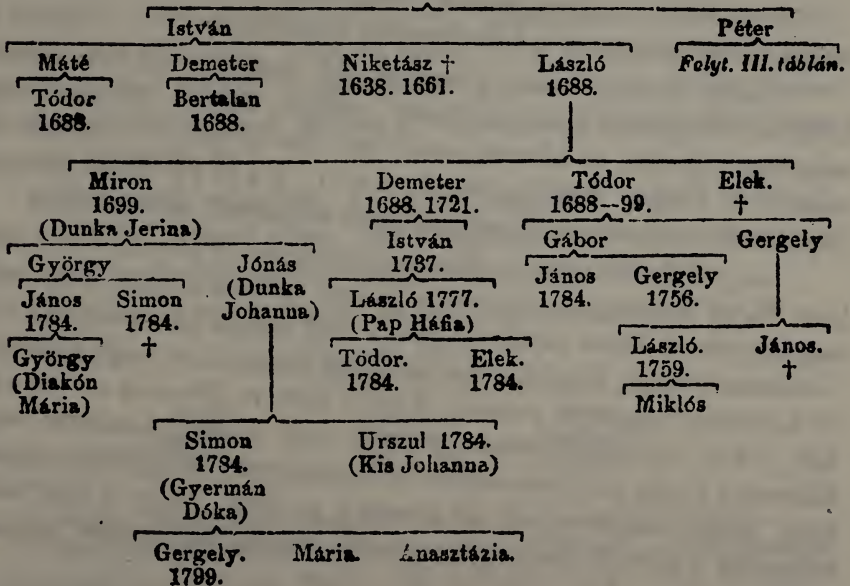 István Péter
Máté Demeter Niketász † László Folyt. III. táblán.
Tódor Bertalan 1638. 1661. 1688.
1688. 1688.
Miron Demeter Tódor Elek.
1699. 1688. 1721. 1688--99. †
(Dunka Jerina) István Gábor Gergely
György Jónás 1737. János Gergely
János Simon (Dunka László 1777. 1784. 1756.
1784. 1784. Johanna) (Pap Háfia) László. János.
György † Tódor. Elek. 1759. †
(Diakón 1784. 1784. Miklós
Mária)
Simon Urszul 1784.
1784. (Kis Johanna)
(Gyermán
Dóka)
Gergely. Mária. Anasztázia.
1799.